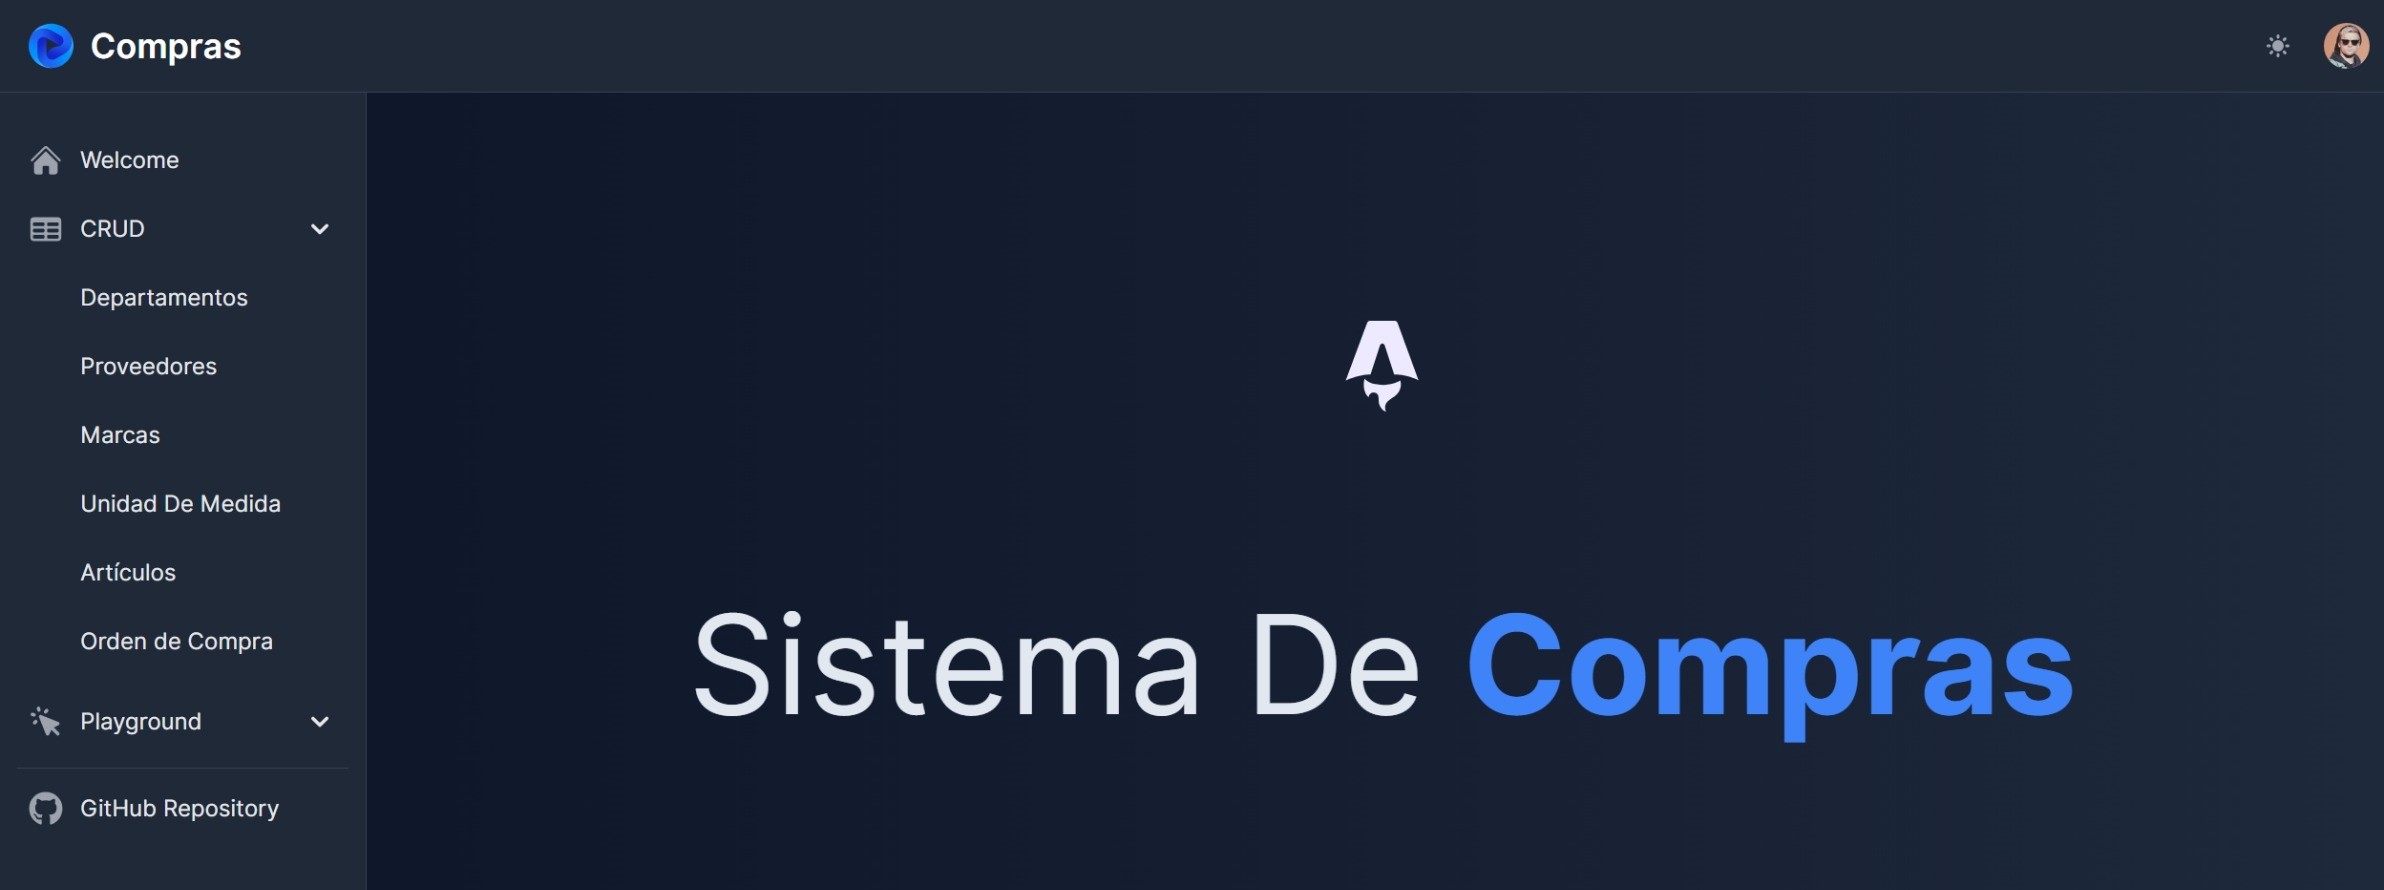 Compras
Welcome
CRUD
Departamentos
Proveedores
Marcas
Unidad De Medida
Artículos
Orden de Compra
Playground
GitHub Repository
Sistema De Compras